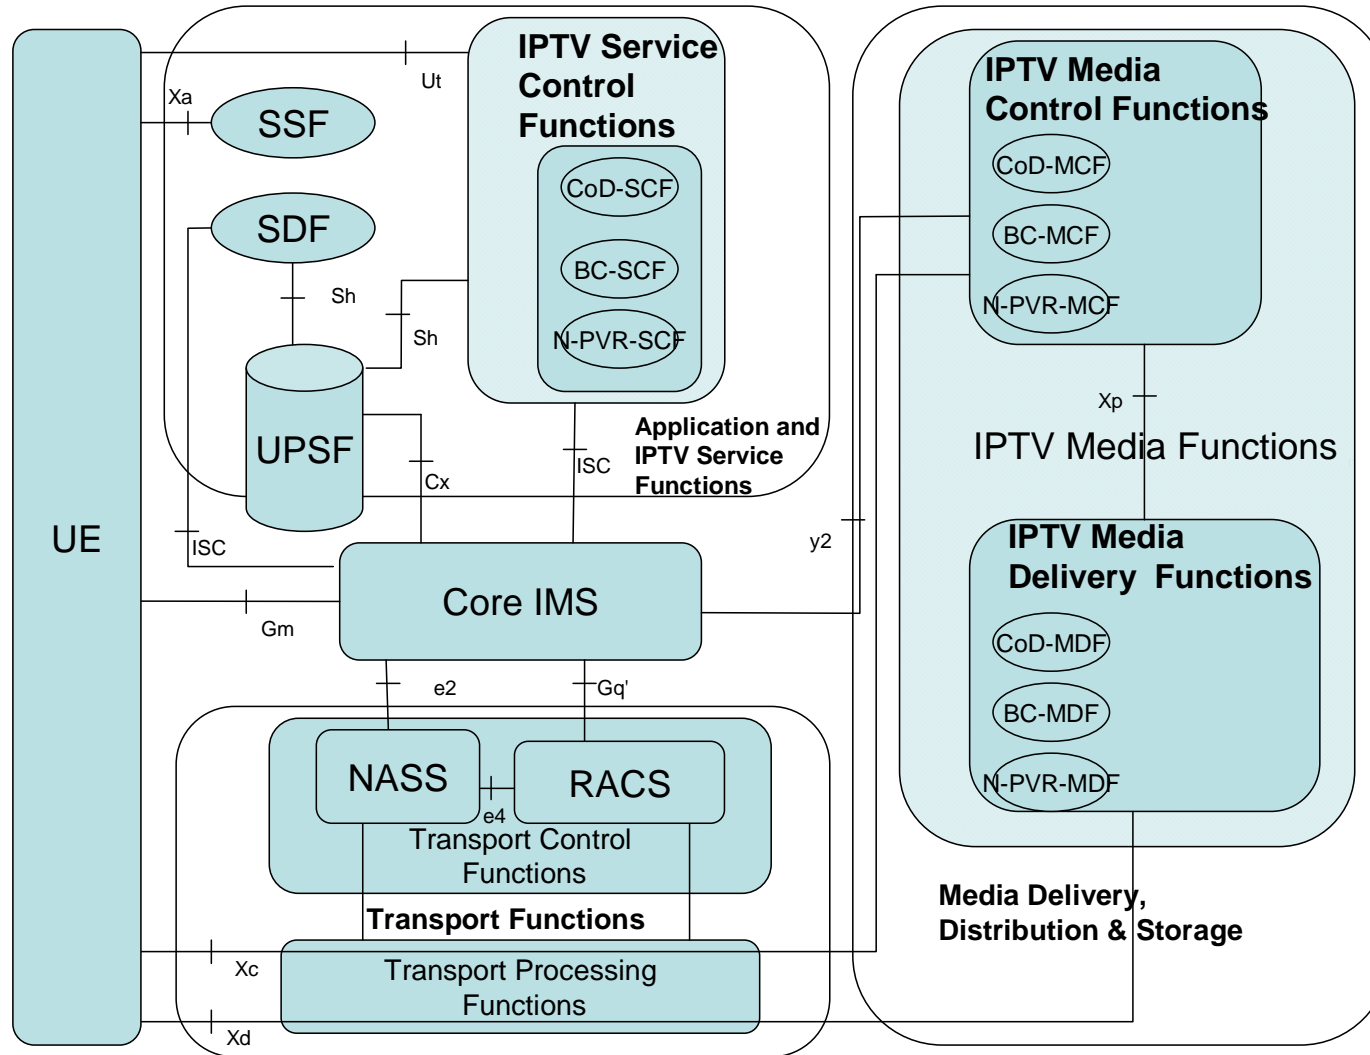 UE
Ut
Xa
SSF
SDF
Sh
Sh
UPSF
Cx
ISC
ISC
Gm
IPTV Service
Control
Functions
CoD-SCF
BC-SCF
N-PVR-SCF
Application and
IPTV Service
Functions
Core IMS
e2
Gq'
NASS
RACS
e4
Transport Control
Functions
Transport Functions
Transport Processing
Functions
Xc
Xd
y2
IPTV Media
Control Functions
CoD-MCF
BC-MCF
N-PVR-MCF
Xp
IPTV Media Functions
IPTV Media
Delivery Functions
CoD-MDF
BC-MDF
N-PVR-MDF
Media Delivery,
Distribution & Storage